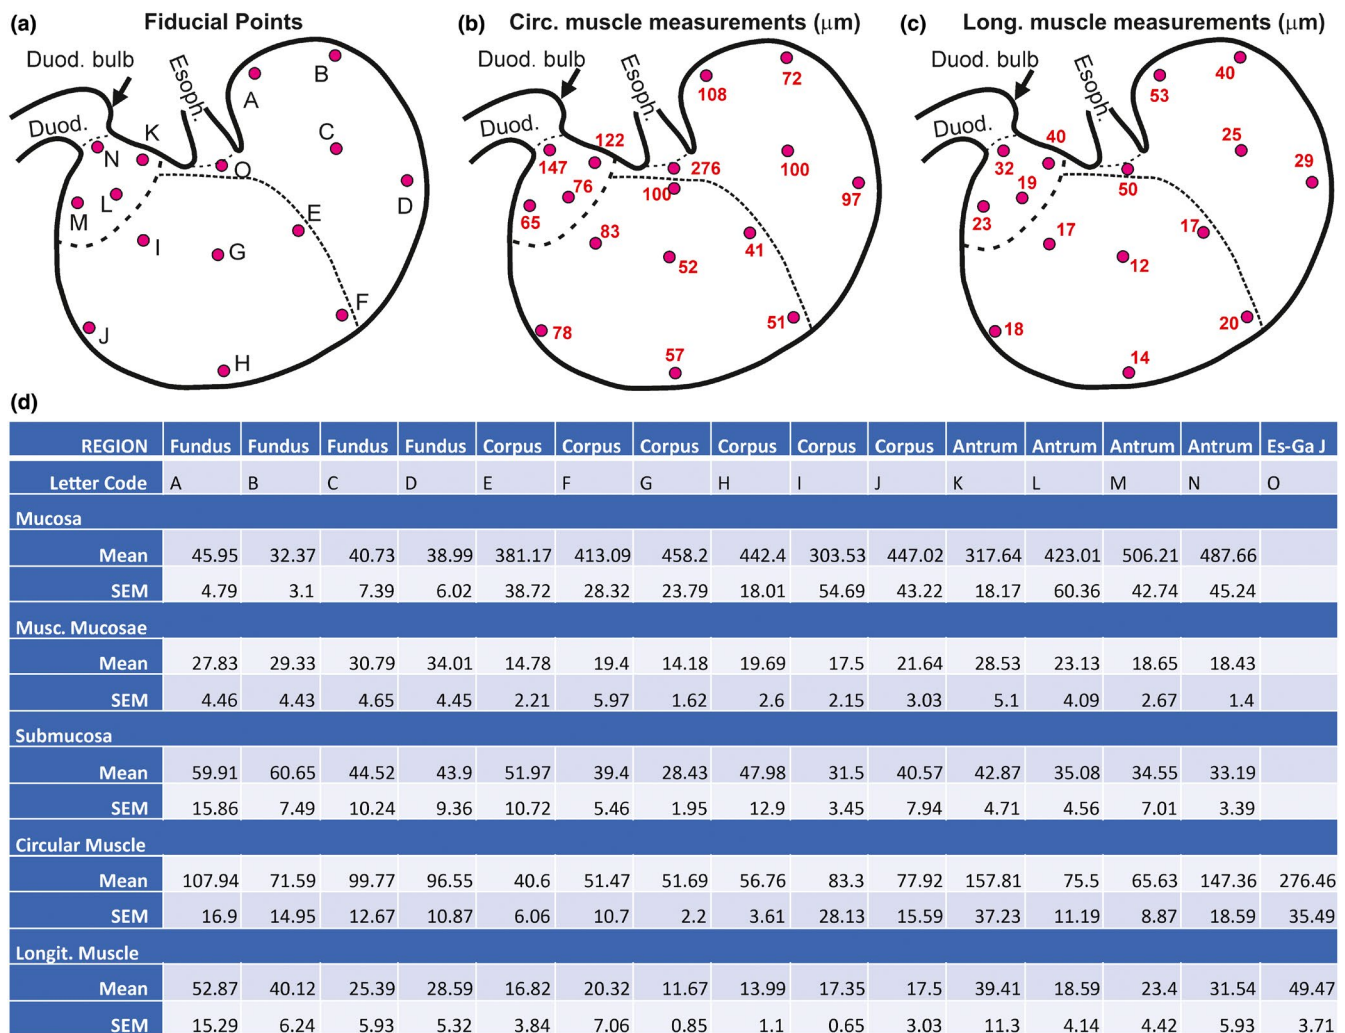 (a) Fiducial Points
Duod. bulb
Esoph.
Duod.
A
B
C
D
E
F
G
H
I
J
K
L
M
N
O
(b) Circ. muscle measurements (μm)
Duod. bulb
Esoph.
Duod.
108
72
100
97
122
276
147
76
100
65
83
52
41
51
78
57
(c) Long. muscle measurements (μm)
Duod. bulb
Esoph.
Duod.
53
40
25
29
40
32
19
50
23
17
12
17
20
18
14
(d)
REGION Fundus Fundus Fundus Fundus Corpus Corpus Corpus Corpus Corpus Corpus Antrum Antrum Antrum Antrum Es-Ga J
Letter Code A B C D E F G H I J K L M N O
Mucosa
Mean 45.95 32.37 40.73 38.99 381.17 413.09 458.2 442.4 303.53 447.02 317.64 423.01 506.21 487.66
SEM 4.79 3.1 7.39 6.02 38.72 28.32 23.79 18.01 54.69 43.22 18.17 60.36 42.74 45.24
Musc. Mucosae
Mean 27.83 29.33 30.79 34.01 14.78 19.4 14.18 19.69 17.5 21.64 28.53 23.13 18.65 18.43
SEM 4.46 4.43 4.65 4.45 2.21 5.97 1.62 2.6 2.15 3.03 5.1 4.09 2.67 1.4
Submucosa
Mean 59.91 60.65 44.52 43.9 51.97 39.4 28.43 47.98 31.5 40.57 42.87 35.08 34.55 33.19
SEM 15.86 7.49 10.24 9.36 10.72 5.46 1.95 12.9 3.45 7.94 4.71 4.56 7.01 3.39
Circular Muscle
Mean 107.94 71.59 99.77 96.55 40.6 51.47 51.69 56.76 83.3 77.92 157.81 75.5 65.63 147.36 276.46
SEM 16.9 14.95 12.67 10.87 6.06 10.7 2.2 3.61 28.13 15.59 37.23 11.19 8.87 18.59 35.49
Longit. Muscle
Mean 52.87 40.12 25.39 28.59 16.82 20.32 11.67 13.99 17.35 17.5 39.41 18.59 23.4 31.54 49.47
SEM 15.29 6.24 5.93 5.32 3.84 7.06 0.85 1.1 0.65 3.03 11.3 4.14 4.42 5.93 3.71